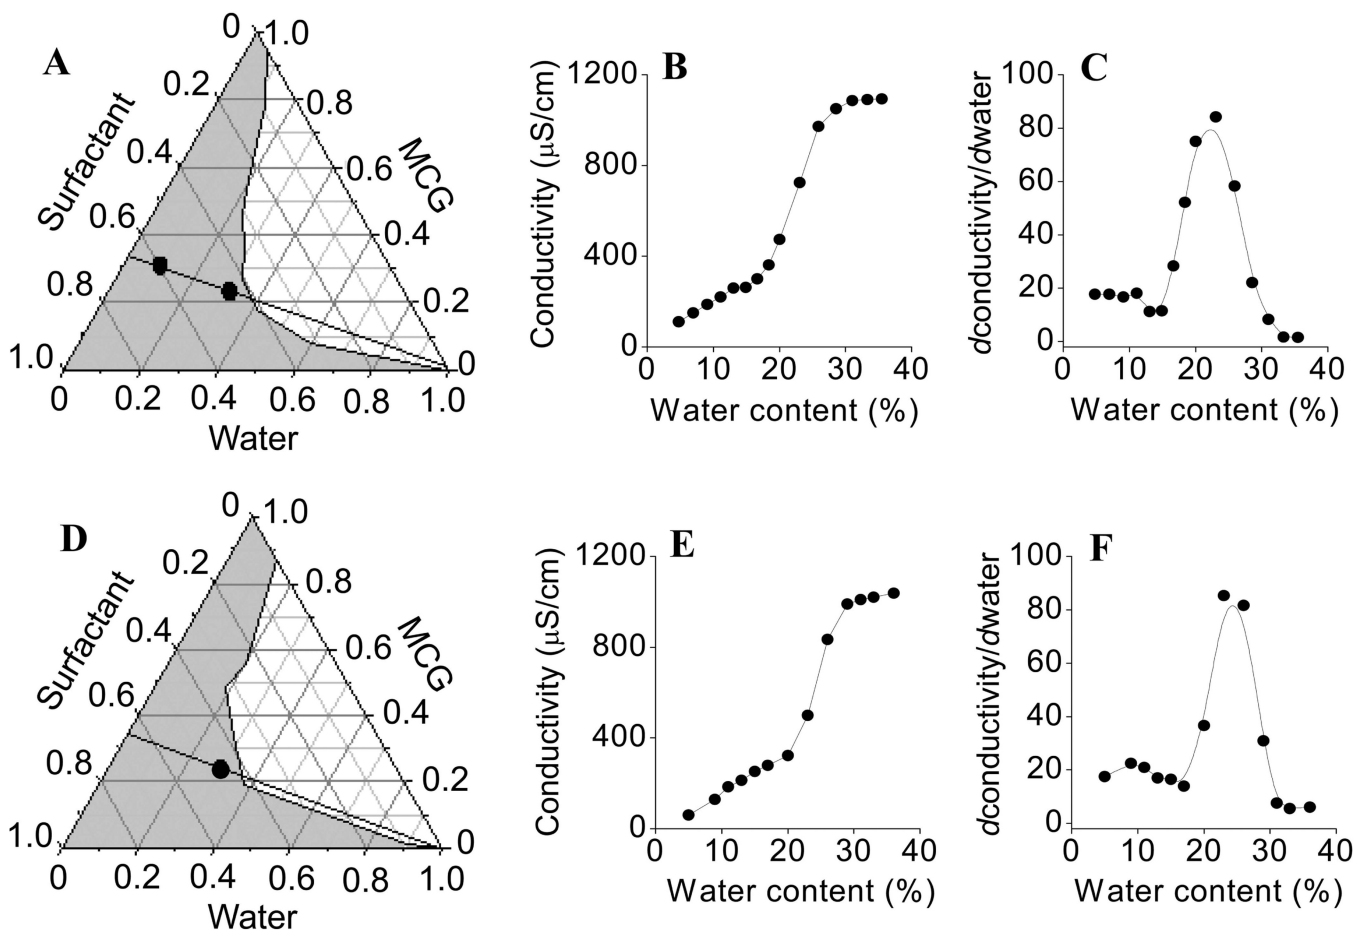 A
Surfactant
0
0.2
0.4
0.6
0.8
1.0
MCG
1.0
0.8
0.6
0.4
0.2
0
0 0.2 0.4 0.6 0.8 1.0
Water
B
Conductivity (µS/cm)
1200
800
400
0
0 10 20 30 40
Water content (%)
C
dconductivity/dwater
100
80
60
40
20
0
0 10 20 30 40
Water content (%)
D
Surfactant
0
0.2
0.4
0.6
0.8
1.0
MCG
1.0
0.8
0.6
0.4
0.2
0
0 0.2 0.4 0.6 0.8 1.0
Water
E
Conductivity (µS/cm)
1200
800
400
0
0 10 20 30 40
Water content (%)
F
dconductivity/dwater
100
80
60
40
20
0
0 10 20 30 40
Water content (%)